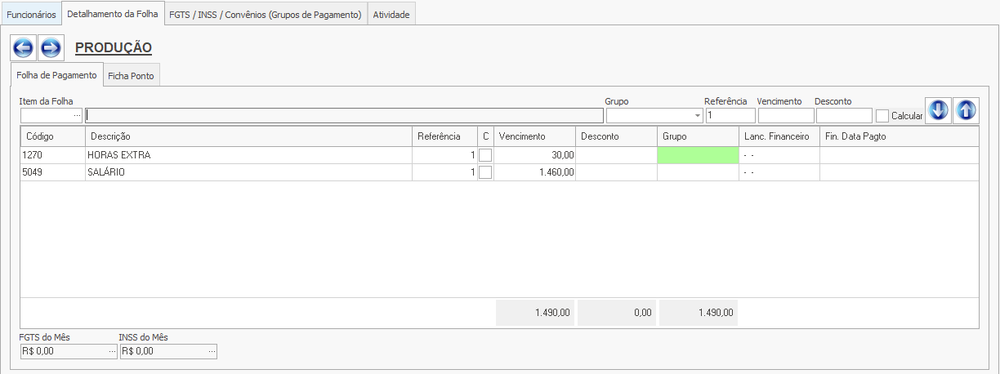 Funcionários Detalhamento da Folha FGTS / INSS / Convênios (Grupos de Pagamento) Atividade
PRODUÇÃO
Folha de Pagamento Ficha Ponto
Item da Folha Grupo Referência Vencimento Desconto
... 1 Calcular
Código Descrição Referência C Vencimento Desconto Grupo Lanc. Financeiro Fin. Data Pagto
1270 HORAS EXTRA 1 30,00 - -
5049 SALÁRIO 1 1.460,00 - -
1.490,00 0,00 1.490,00
FGTS do Mês INSS do Mês
R$ 0,00 ... R$ 0,00 ...